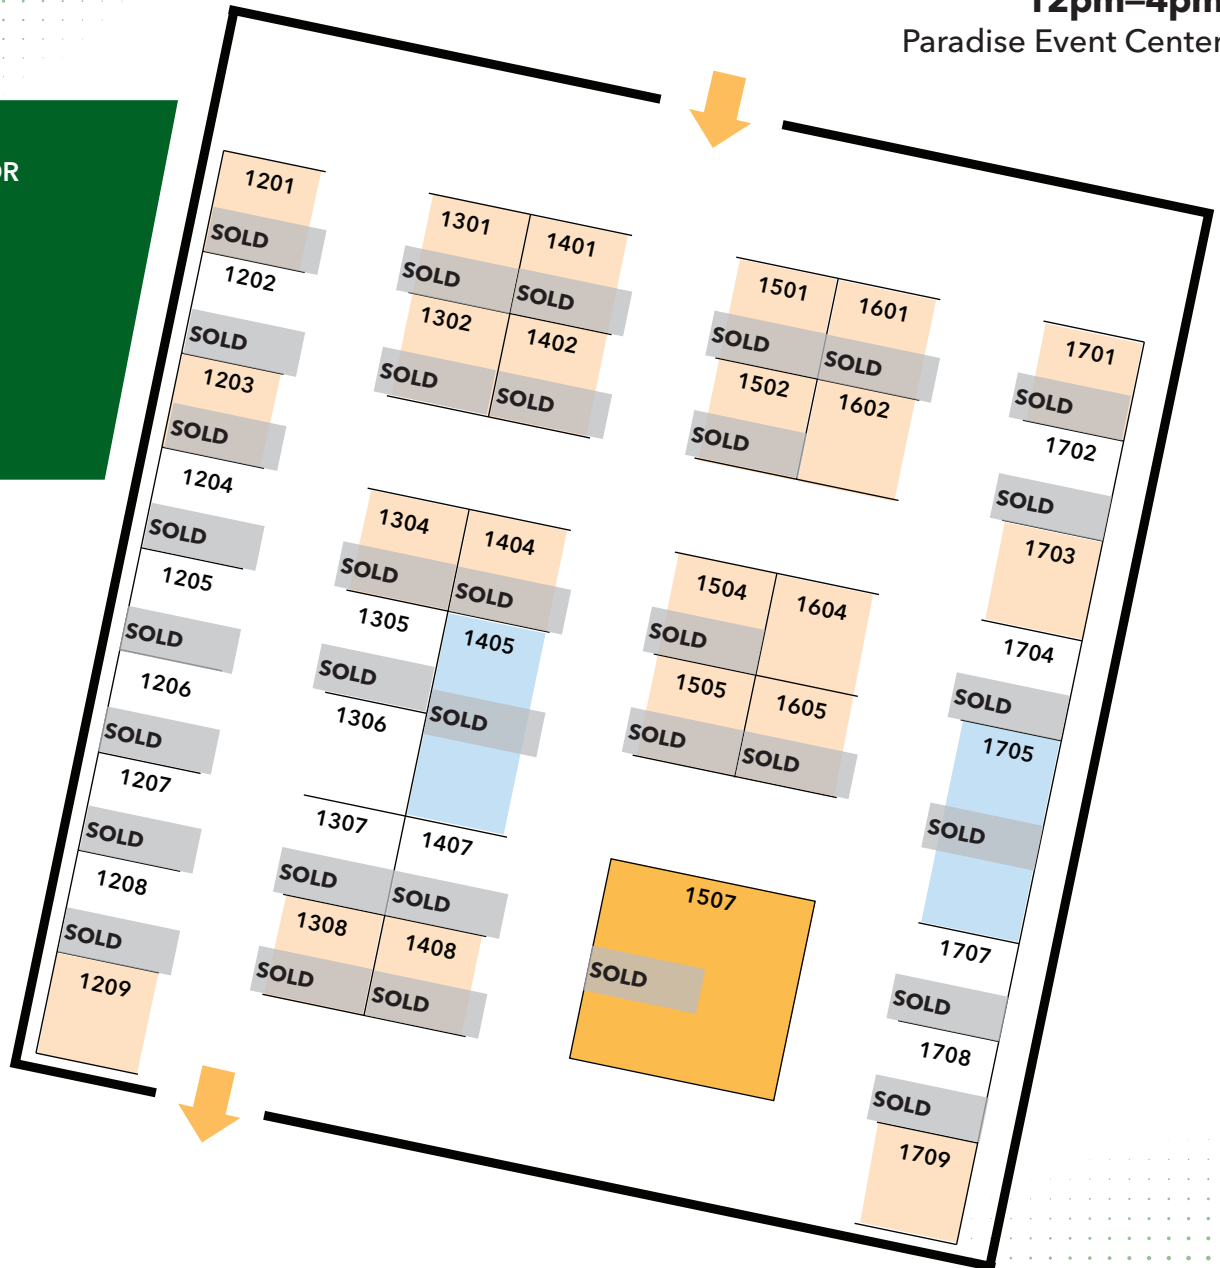 12pm–4pm
Paradise Event Center
OR
1201
SOLD
1202
SOLD
1203
SOLD
1204
SOLD
1205
SOLD
1206
SOLD
1207
SOLD
1208
SOLD
1209
1301
1401
SOLD
SOLD
1302
1402
SOLD
SOLD
1304
1404
SOLD
SOLD
1305
1405
SOLD
SOLD
1306
1307
1407
SOLD
SOLD
1308
1408
SOLD
SOLD
1501
1601
SOLD
SOLD
1502
1602
SOLD
1504
1604
SOLD
1505
1605
SOLD
SOLD
1507
SOLD
1701
SOLD
1702
SOLD
1703
1704
SOLD
1705
SOLD
1707
SOLD
1708
SOLD
1709